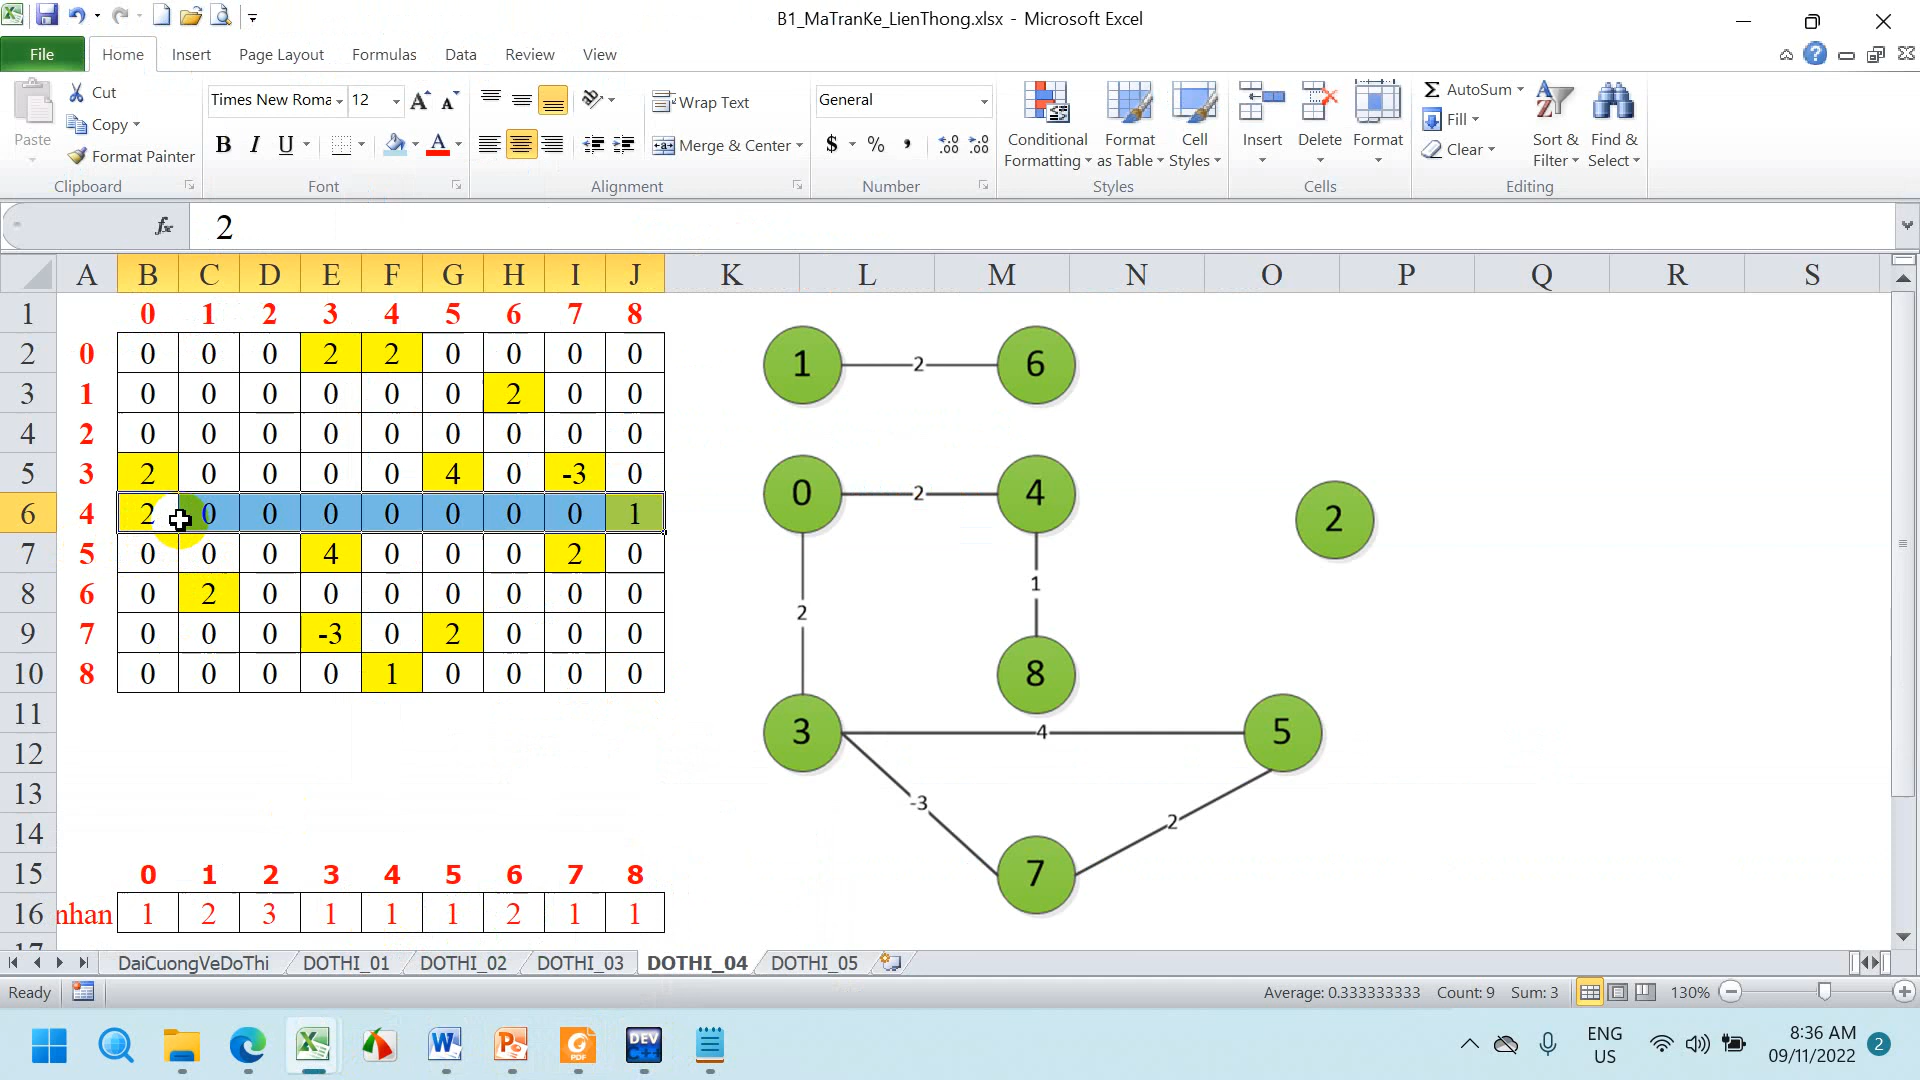 B1_MaTranKe_LienThong.xlsx - Microsoft Excel
File Home Insert Page Layout Formulas Data Review View
Paste
Cut
Copy
Format Painter
Clipboard
Times New Roma 12
B I U
Font
Wrap Text
Merge & Center
Alignment
General
$ % ,
Number
Conditional Formatting
Format as Table
Cell Styles
Styles
Insert
Delete
Format
Cells
AutoSum
Fill
Clear
Sort & Filter
Find & Select
Editing
fx 2
A B C D E F G H I J K L M N O P Q R S
1 0 1 2 3 4 5 6 7 8
2 0 0 0 0 2 2 0 0 0 0
3 1 0 0 0 0 0 0 2 0 0
4 2 0 0 0 0 0 0 0 0 0
5 3 2 0 0 0 0 4 0 -3 0
6 4 2 0 0 0 0 0 0 0 1
7 5 0 0 0 4 0 0 0 2 0
8 6 0 2 0 0 0 0 0 0 0
9 7 0 0 0 -3 0 2 0 0 0
10 8 0 0 0 0 1 0 0 0 0
11
12
13
14
15 0 1 2 3 4 5 6 7 8
16 nhan 1 2 3 1 1 1 2 1 1
17
1 2 6
0 2 4
2
1
2
8
3 4 5
-3
2
7
DaiCuongVeDoThi DOTHI_01 DOTHI_02 DOTHI_03 DOTHI_04 DOTHI_05
Ready
Average: 0.333333333 Count: 9 Sum: 3
130%
DEV C++
PDF
ENG
US
8:36 AM
09/11/2022
2